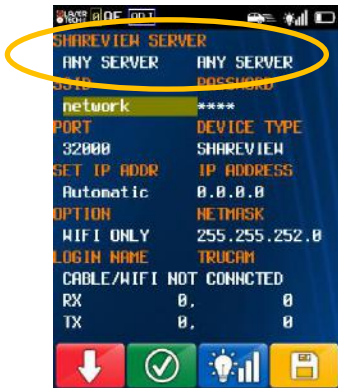 SHAREVIEW SERVER
ANY SERVER ANY SERVER
SSID PASSWORD
network ****
PORT DEVICE TYPE
32000 SHAREVIEW
SET IP ADDR IP ADDRESS
Automatic 0.0.0.0
OPTION NETMASK
WIFI ONLY 255.255.252.0
LOGIN NAME TRUCAM
CABLE/WIFI NOT CONNCTED
RX 0, 0
TX 0, 0